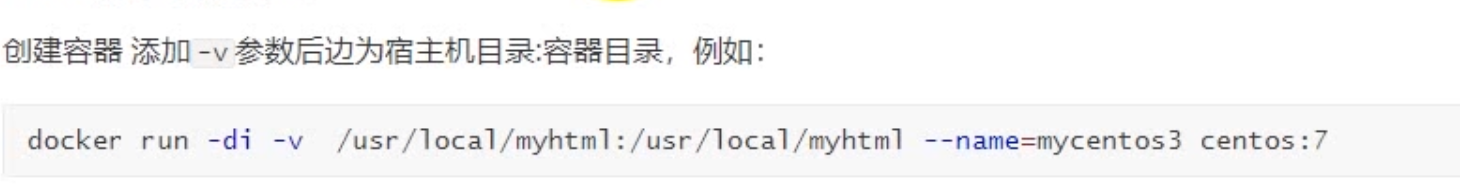 创建容器 添加 -v 参数后边为宿主机目录:容器目录，例如：
docker run -di -v  /usr/local/myhtml:/usr/local/myhtml --name=mycentos3 centos:7